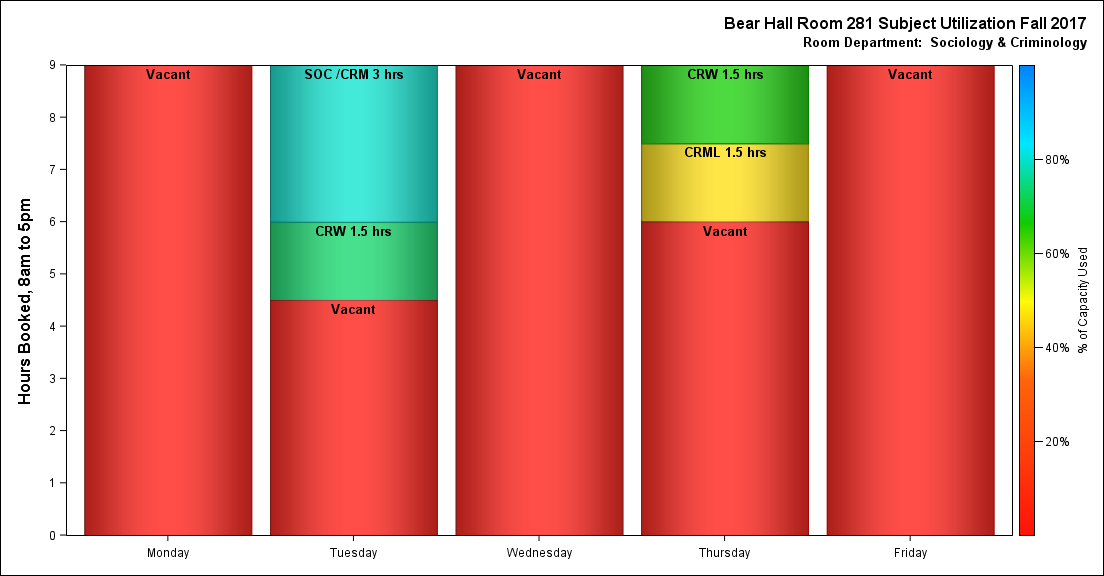 Bear Hall Room 281 Subject Utilization Fall 2017
Room Department:  Sociology & Criminology
Hours Booked, 8am to 5pm
9
8
7
6
5
4
3
2
1
0
Vacant
SOC /CRM 3 hrs
CRW 1.5 hrs
Vacant
Vacant
CRW 1.5 hrs
CRML 1.5 hrs
Vacant
Vacant
Monday
Tuesday
Wednesday
Thursday
Friday
80%
60%
40%
20%
% of Capacity Used